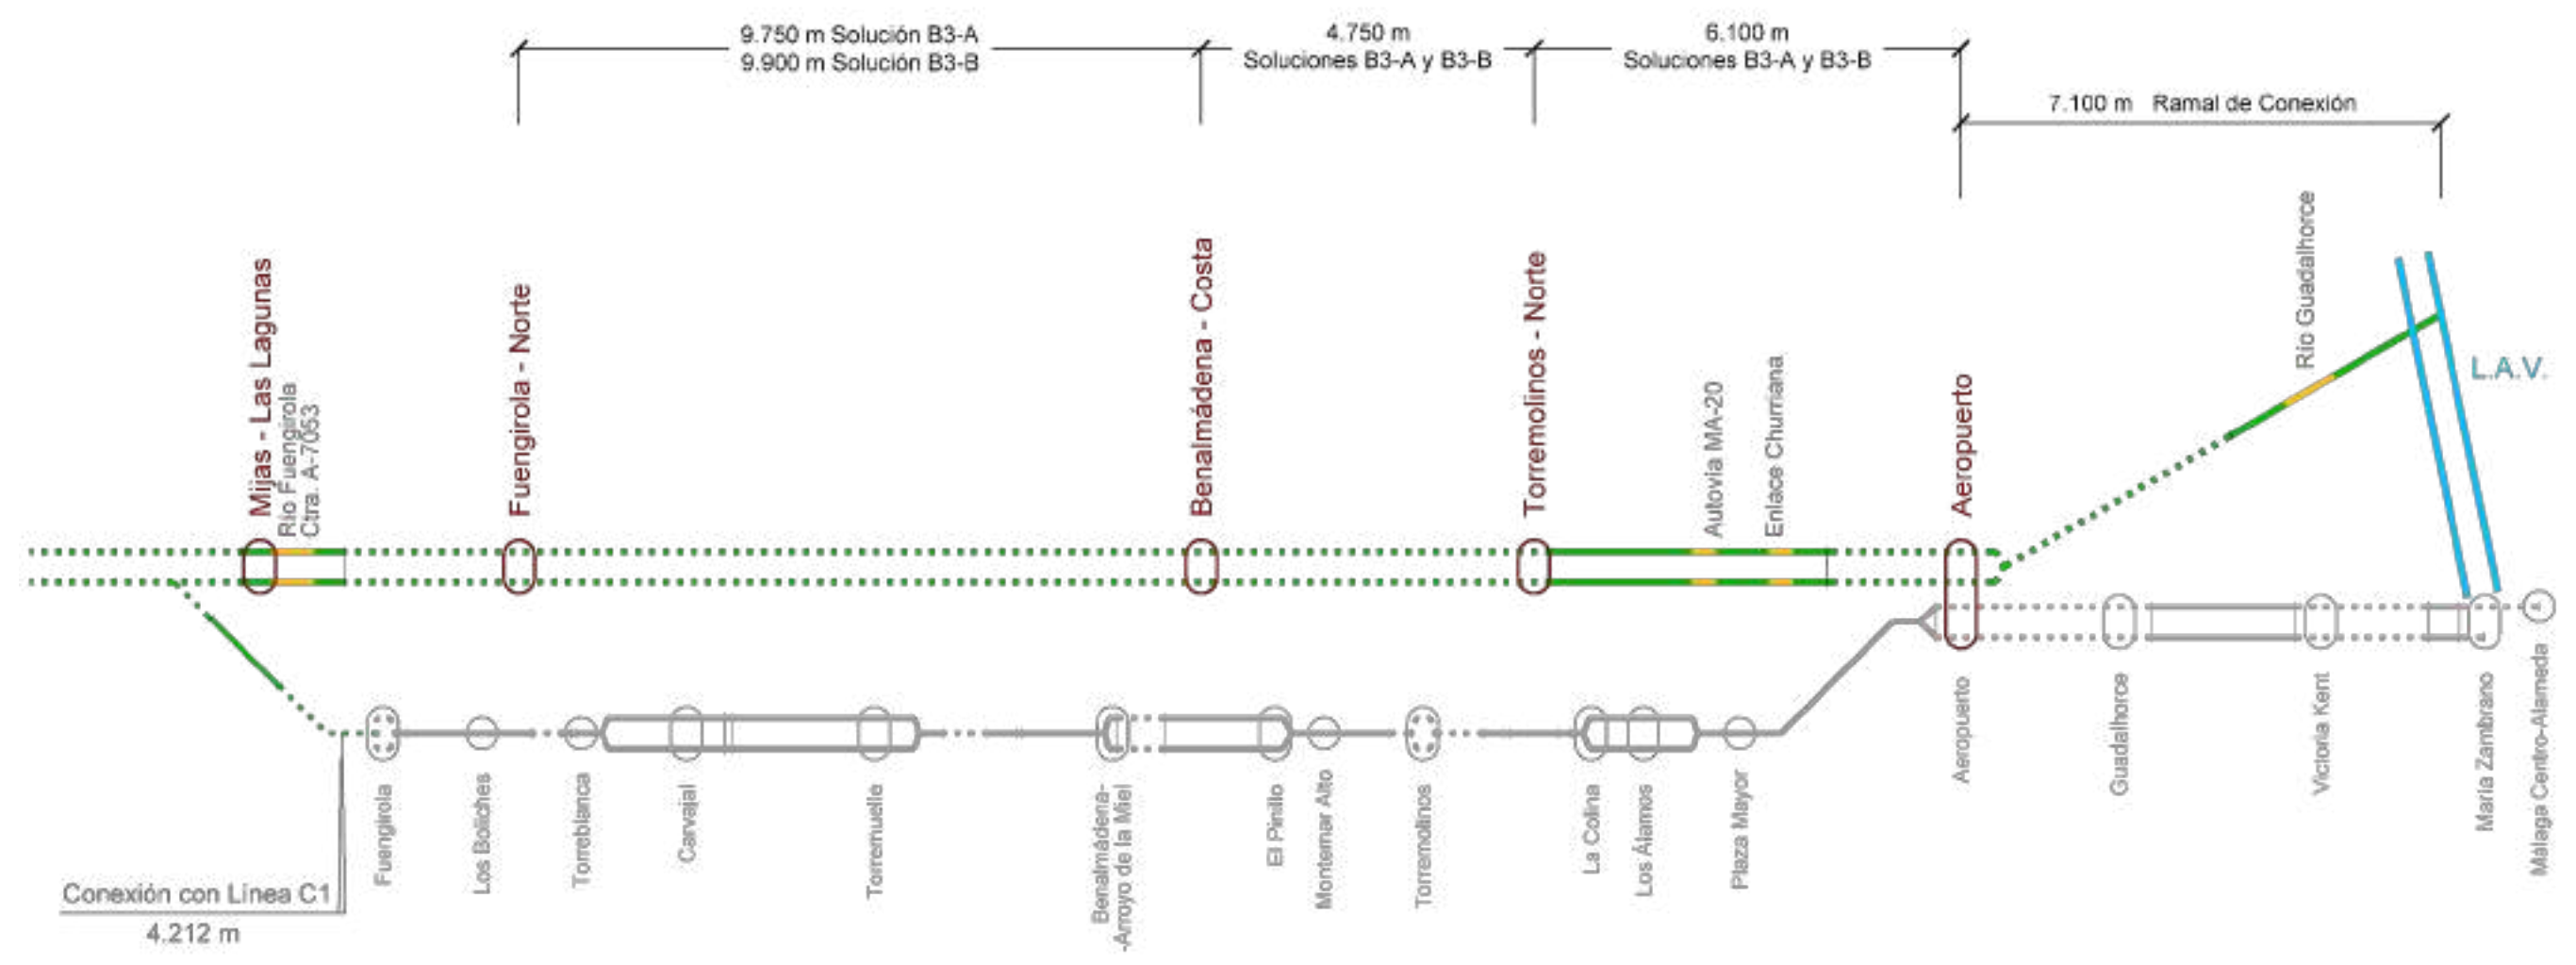 9.750 m Solución B3-A
9.900 m Solución B3-B
4.750 m
Soluciones B3-A y B3-B
6.100 m
Soluciones B3-A y B3-B
7.100 m Ramal de Conexión
Mijas - Las Lagunas
Río Fuengirola
Ctra. A-7053
Fuengirola - Norte
Benalmádena - Costa
Torremolinos - Norte
Autovia MA-20
Enlace Churriana
Aeropuerto
Río Guadalhorce
L.A.V.
Fuengirola
Los Boliches
Torreblanca
Carvajal
Torremuelle
Benalmádena-
-Arroyo de la Miel
El Pinillo
Montemar Alto
Torremolinos
La Colina
Los Álamos
Plaza Mayor
Aeropuerto
Guadalhorce
Victoria Kent
María Zambrano
Málaga Centro-Alameda
Conexión con Línea C1
4.212 m